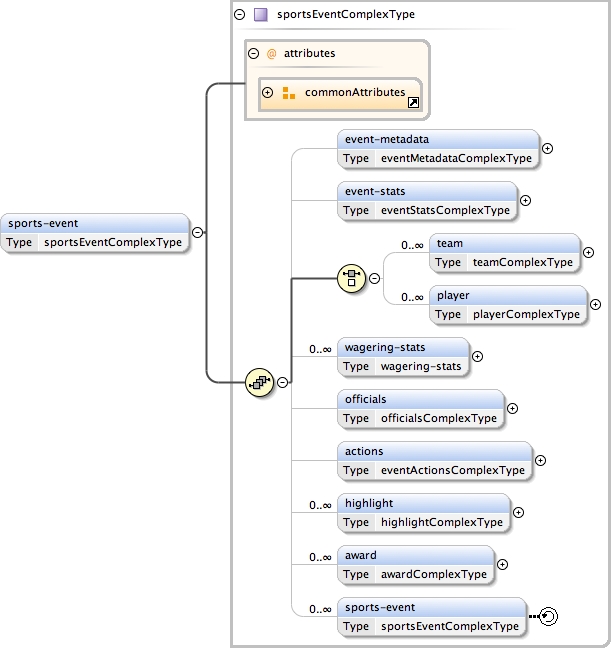 sportsEventComplexType
@ attributes
commonAttributes
event-metadata
Type eventMetadataComplexType
event-stats
Type eventStatsComplexType
sports-event
Type sportsEventComplexType
0..∞ team
Type teamComplexType
0..∞ player
Type playerComplexType
0..∞ wagering-stats
Type wagering-stats
officials
Type officialsComplexType
actions
Type eventActionsComplexType
0..∞ highlight
Type highlightComplexType
0..∞ award
Type awardComplexType
0..∞ sports-event
Type sportsEventComplexType